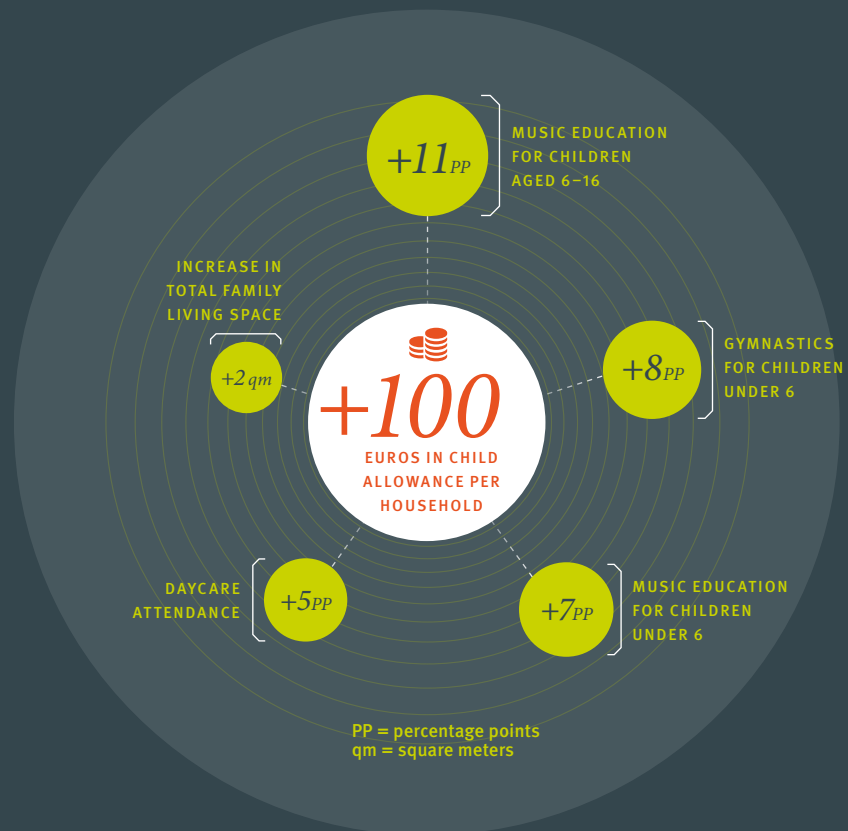 +11PP
MUSIC EDUCATION
FOR CHILDREN
AGED 6–16
INCREASE IN
TOTAL FAMILY
LIVING SPACE
+2 qm
+100
EUROS IN CHILD
ALLOWANCE PER
HOUSEHOLD
+8PP
GYMNASTICS
FOR CHILDREN
UNDER 6
DAYCARE
ATTENDANCE
+5PP
+7PP
MUSIC EDUCATION
FOR CHILDREN
UNDER 6
PP = percentage points
qm = square meters